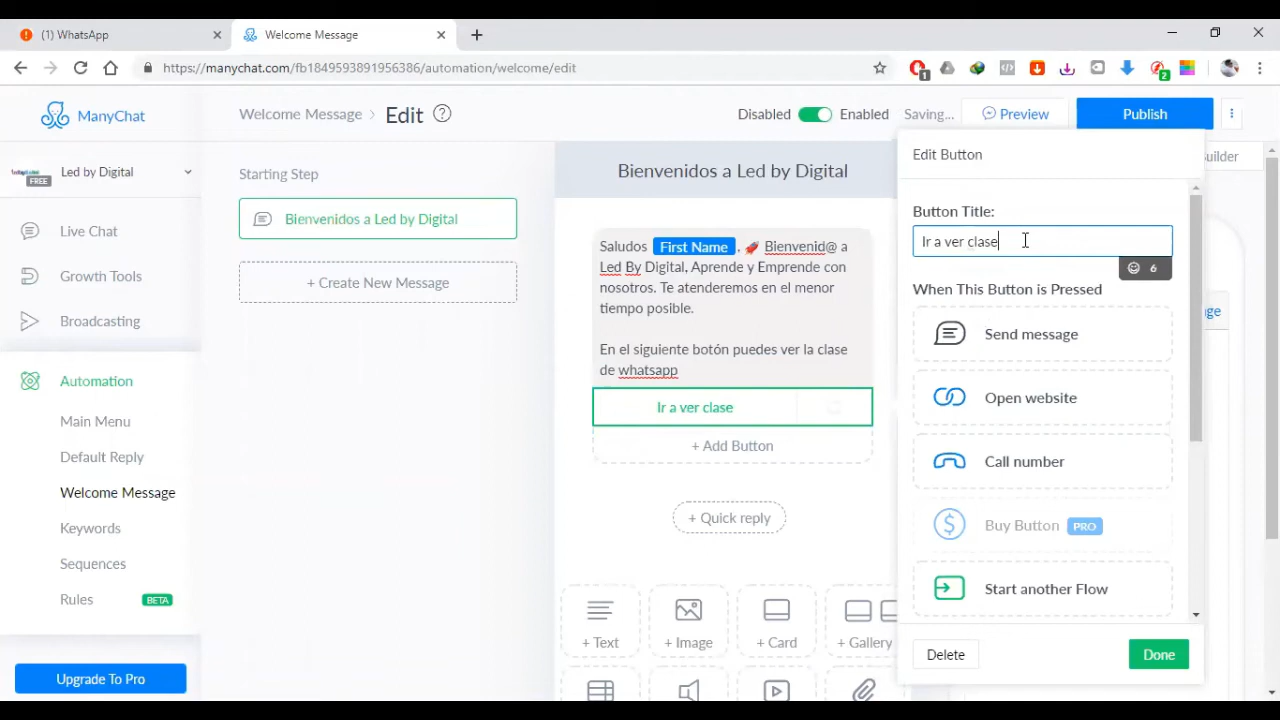 (1) WhatsApp
Welcome Message
https://manychat.com/fb1849593891956386/automation/welcome/edit
1
2
ManyChat
Welcome Message
Edit
?
Disabled
Enabled
Saving...
Preview
Publish
Led by Digital
FREE
Live Chat
Growth Tools
Broadcasting
Automation
Main Menu
Default Reply
Welcome Message
Keywords
Sequences
Rules
BETA
Upgrade To Pro
Starting Step
Bienvenidos a Led by Digital
+ Create New Message
Bienvenidos a Led by Digital
Saludos First Name , 🚀 Bienvenid@ a
Led By Digital, Aprende y Emprende con
nosotros. Te atenderemos en el menor
tiempo posible.
En el siguiente botón puedes ver la clase
de whatsapp
Ir a ver clase
+ Add Button
+ Quick reply
+ Text
+ Image
+ Card
+ Gallery
Edit Button
Button Title:
Ir a ver clase
6
When This Button is Pressed
Send message
Open website
Call number
Buy Button PRO
Start another Flow
Delete
Done